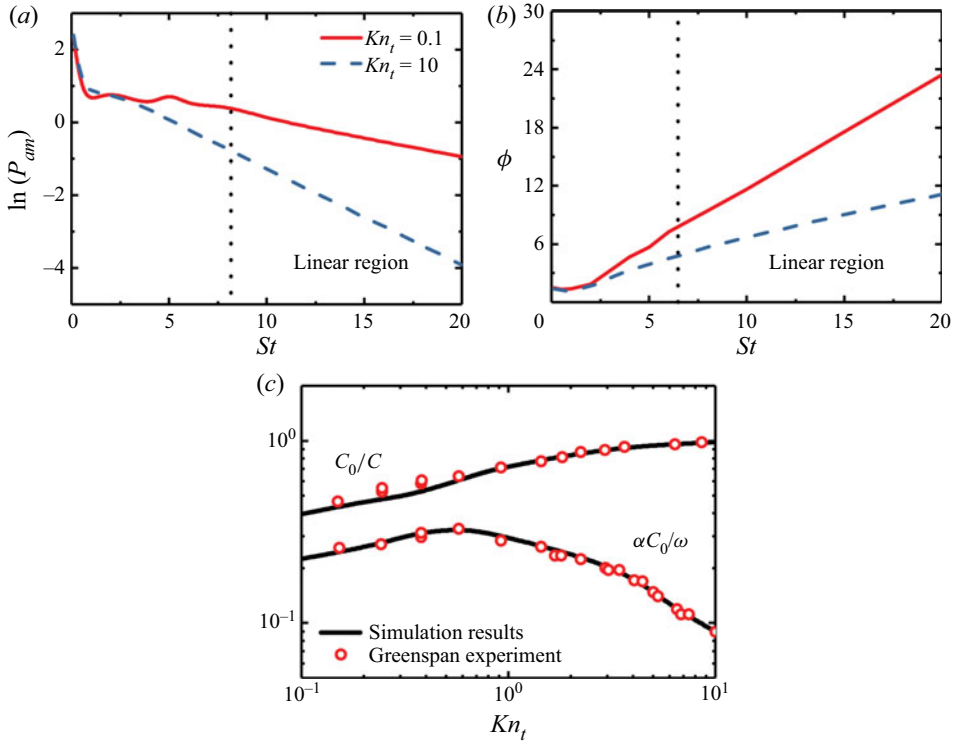 (a)
ln (P_am)
2
0
–2
–4
Kn_t = 0.1
Kn_t = 10
Linear region
0
5
10
15
20
St
(b)
ϕ
30
24
18
12
6
Linear region
0
5
10
15
20
St
(c)
10^0
10^–1
C_0/C
αC_0/ω
Simulation results
Greenspan experiment
10^–1
10^0
10^1
Kn_t